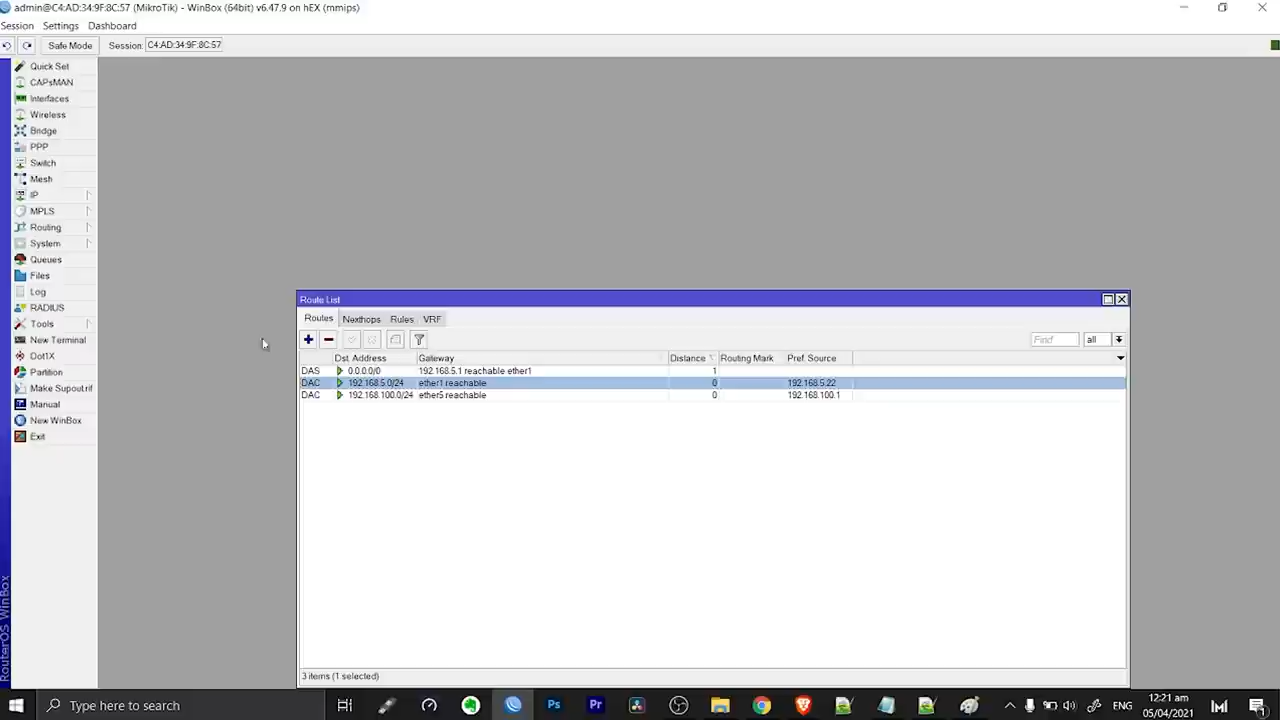 admin@C4:AD:34:9F:8C:57 (MikroTik) - WinBox (64bit) v6.47.9 on hEX (mmips)
Session Settings Dashboard
Safe Mode Session: C4:AD:34:9F:8C:57
Quick Set
CAPsMAN
Interfaces
Wireless
Bridge
PPP
Switch
Mesh
IP
MPLS
Routing
System
Queues
Files
Log
RADIUS
Tools
New Terminal
Dot1X
Partition
Make Supout.rif
Manual
New WinBox
Exit
RouterOS WinBox
Route List
Routes Nexthops Rules VRF
Find all
Dst. Address Gateway Distance Routing Mark Pref. Source
DAS 0.0.0.0/0 192.168.5.1 reachable ether1 1
DAC 192.168.5.0/24 ether1 reachable 0 192.168.5.22
DAC 192.168.100.0/24 ether5 reachable 0 192.168.100.1
3 items (1 selected)
Type here to search
Ps
Pr
ENG
12:21 am
05/04/2021
1